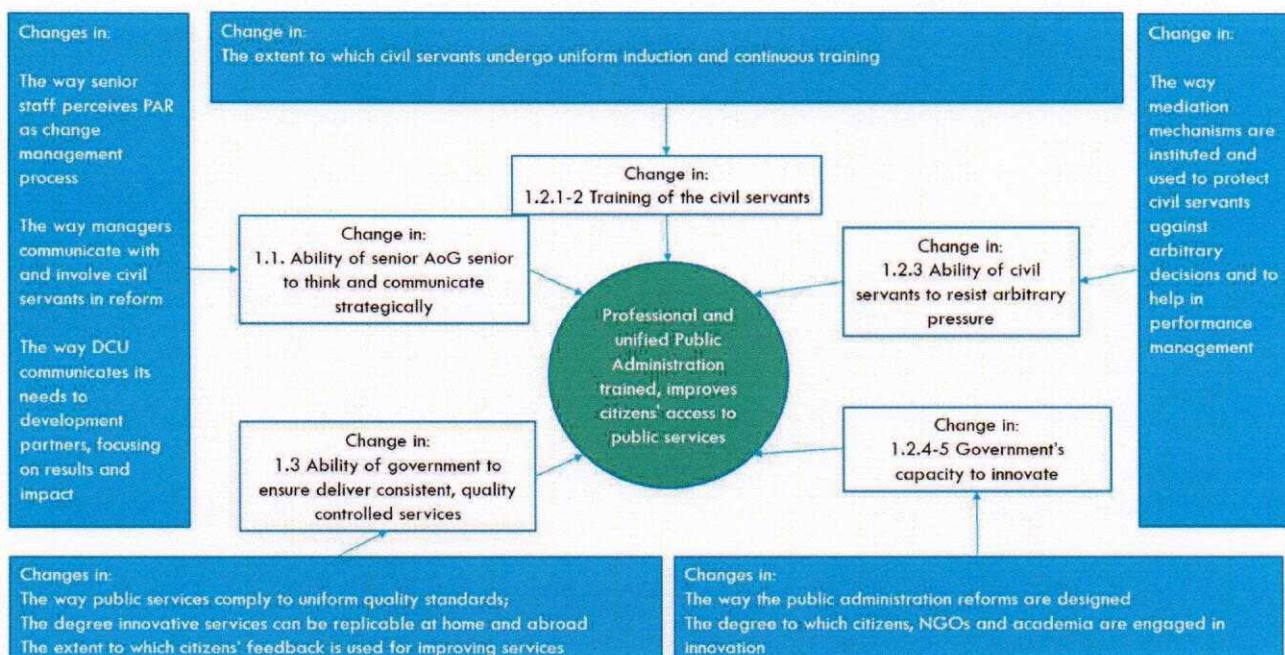 Changes in:
The way senior
staff perceives PAR
as change
management
process
The way managers
communicate with
and involve civil
servants in reform
The way DCU
communicates its
needs to
development
partners, focusing
on results and
impact
Change in:
The extent to which civil servants undergo uniform induction and continuous training
Change in:
The way
mediation
mechanisms are
instituted and
used to protect
civil servants
against
arbitrary
decisions and to
help in
performance
management
Change in:
1.2.1-2 Training of the civil servants
Change in:
1.1. Ability of senior AoG senior
to think and communicate
strategically
Change in:
1.2.3 Ability of civil
servants to resist arbitrary
pressure
Professional and
unified Public
Administration
trained, improves
citizens' access to
public services
Change in:
1.3 Ability of government to
ensure deliver consistent, quality
controlled services
Change in:
1.2.4-5 Government's
capacity to innovate
Changes in:
The way public services comply to uniform quality standards;
The degree innovative services can be replicable at home and abroad
The extent to which citizens' feedback is used for improving services
Changes in:
The way the public administration reforms are designed
The degree to which citizens, NGOs and academia are engaged in
innovation